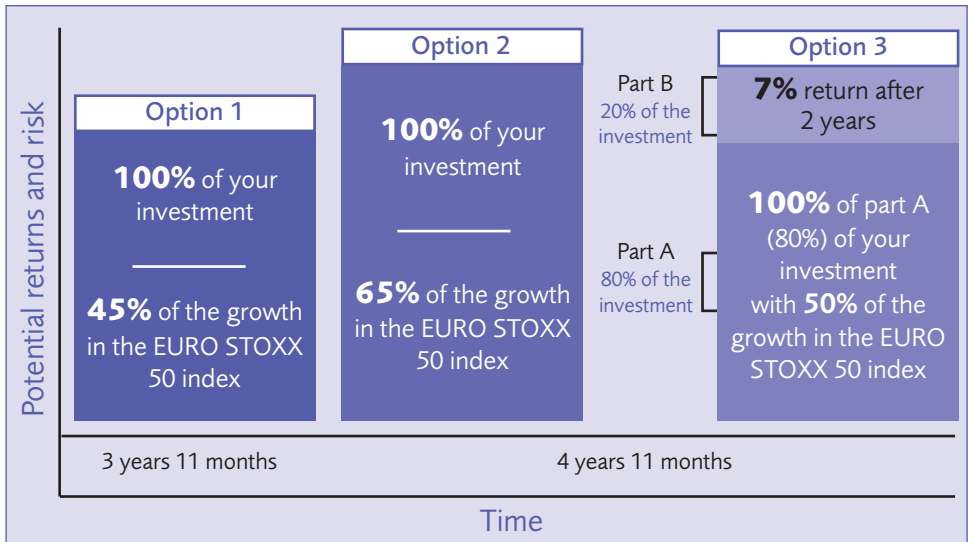 Potential returns and risk
Option 1
100% of your
investment
45% of the growth
in the EURO STOXX
50 index
Option 2
100% of your
investment
65% of the growth
in the EURO STOXX
50 index
Part B
20% of the
investment
Part A
80% of the
investment
Option 3
7% return after
2 years
100% of part A
(80%) of your
investment
with 50% of the
growth in the EURO
STOXX 50 index
3 years 11 months
4 years 11 months
Time